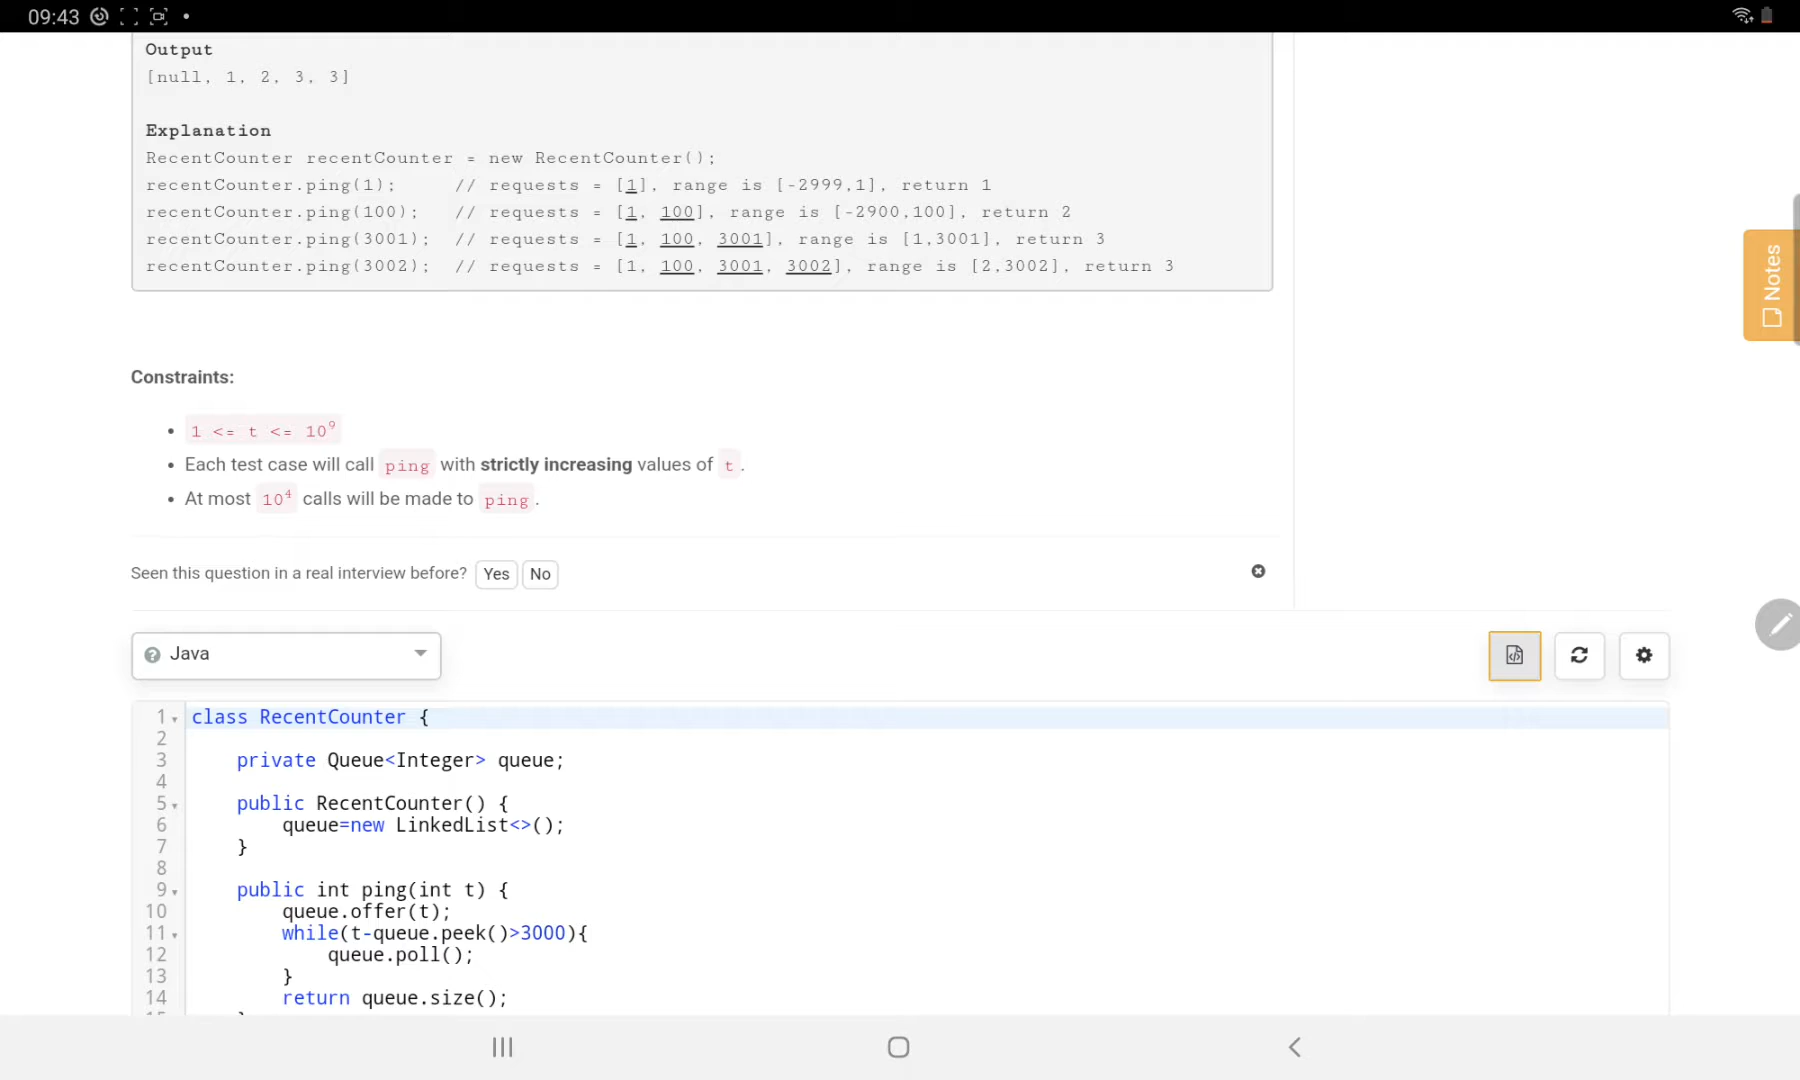 09:43
Output
[null, 1, 2, 3, 3]
Explanation
RecentCounter recentCounter = new RecentCounter();
recentCounter.ping(1);     // requests = [1], range is [-2999,1], return 1
recentCounter.ping(100);   // requests = [1, 100], range is [-2900,100], return 2
recentCounter.ping(3001);  // requests = [1, 100, 3001], range is [1,3001], return 3
recentCounter.ping(3002);  // requests = [1, 100, 3001, 3002], range is [2,3002], return 3
Notes
Constraints:
• 1 <= t <= 10⁹
• Each test case will call ping with strictly increasing values of t.
• At most 10⁴ calls will be made to ping.
Seen this question in a real interview before? Yes No
Java
1 class RecentCounter {
2
3     private Queue<Integer> queue;
4
5     public RecentCounter() {
6         queue=new LinkedList<>();
7     }
8
9     public int ping(int t) {
10         queue.offer(t);
11         while(t-queue.peek()>3000){
12             queue.poll();
13         }
14         return queue.size();